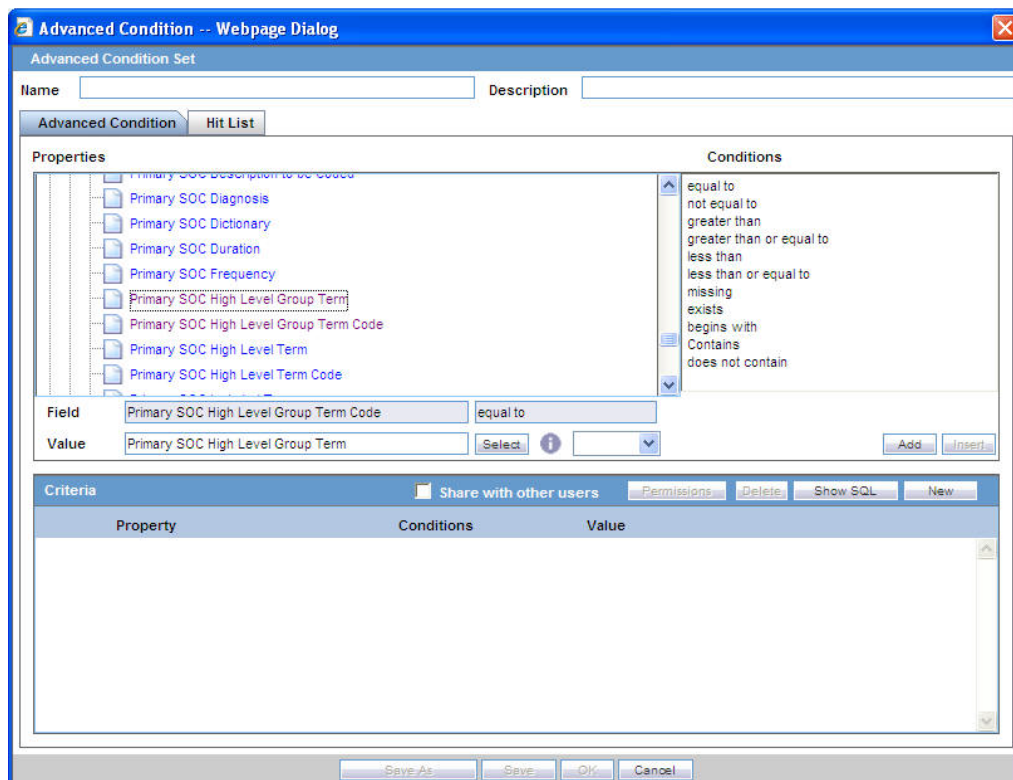 Advanced Condition -- Webpage Dialog
Advanced Condition Set
Name
Description
Advanced Condition
Hit List
Properties
Conditions
Primary SOC Description to be Coded
Primary SOC Diagnosis
Primary SOC Dictionary
Primary SOC Duration
Primary SOC Frequency
Primary SOC High Level Group Term
Primary SOC High Level Group Term Code
Primary SOC High Level Term
Primary SOC High Level Term Code
equal to
not equal to
greater than
greater than or equal to
less than
less than or equal to
missing
exists
begins with
Contains
does not contain
Field
Primary SOC High Level Group Term Code
equal to
Value
Primary SOC High Level Group Term
Select
Add
Insert
Criteria
Share with other users
Permissions
Delete
Show SQL
New
Property
Conditions
Value
Save As
Save
OK
Cancel